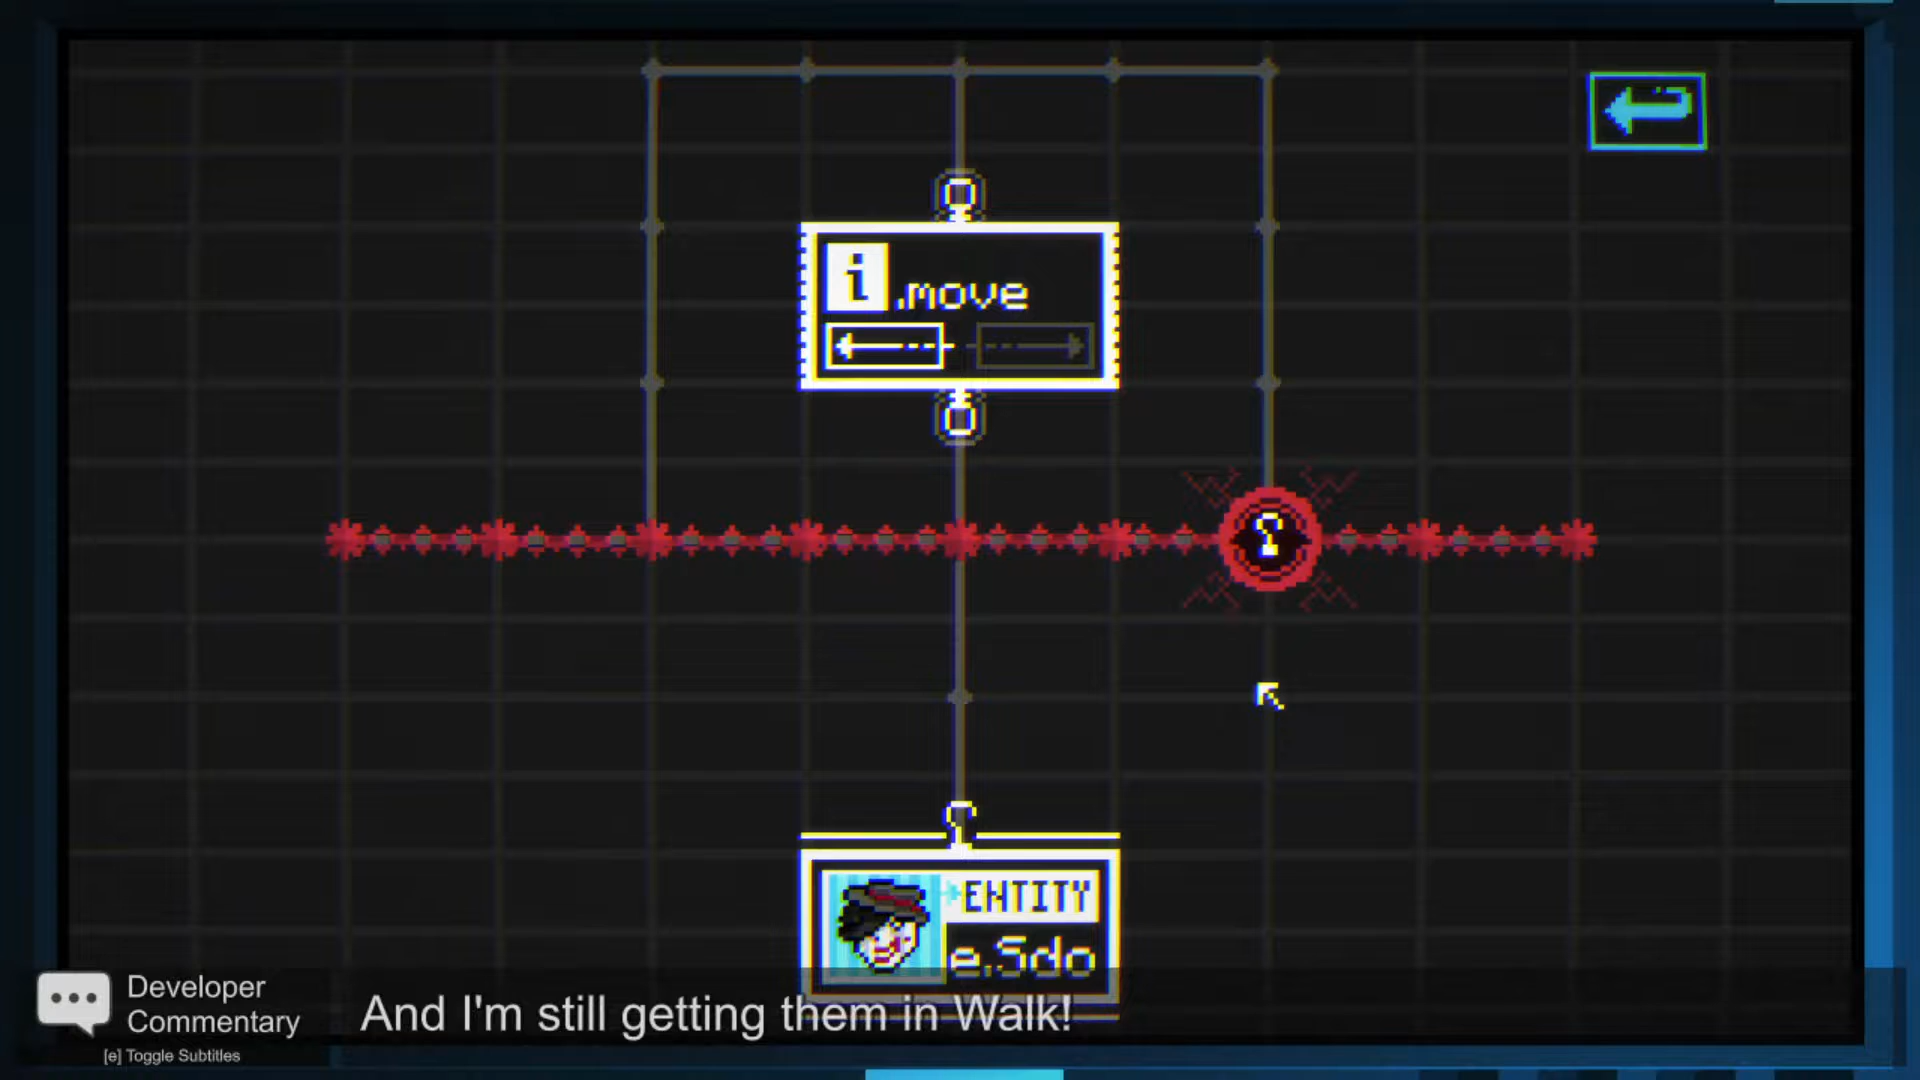 i.move
ENTITY
e.Sdo
Developer
Commentary
And I'm still getting them in Walk!
[e] Toggle Subtitles